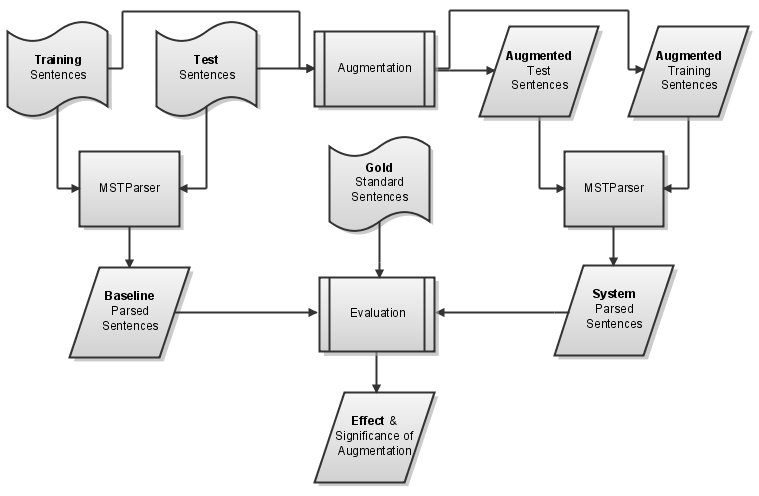 Training
Sentences
Test
Sentences
Augmentation
Augmented
Test
Sentences
Augmented
Training
Sentences
MSTParser
Gold
Standard
Sentences
MSTParser
Baseline
Parsed
Sentences
Evaluation
System
Parsed
Sentences
Effect &
Significance of
Augmentation